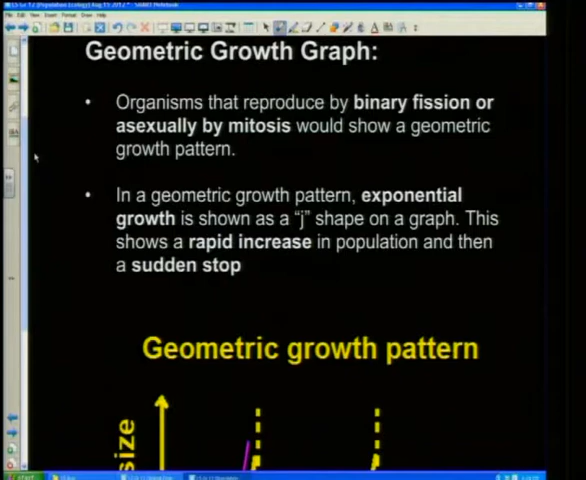 Geometric Growth Graph:
• Organisms that reproduce by binary fission or
asexually by mitosis would show a geometric
growth pattern.
• In a geometric growth pattern, exponential
growth is shown as a "j" shape on a graph. This
shows a rapid increase in population and then
a sudden stop
Geometric growth pattern
size